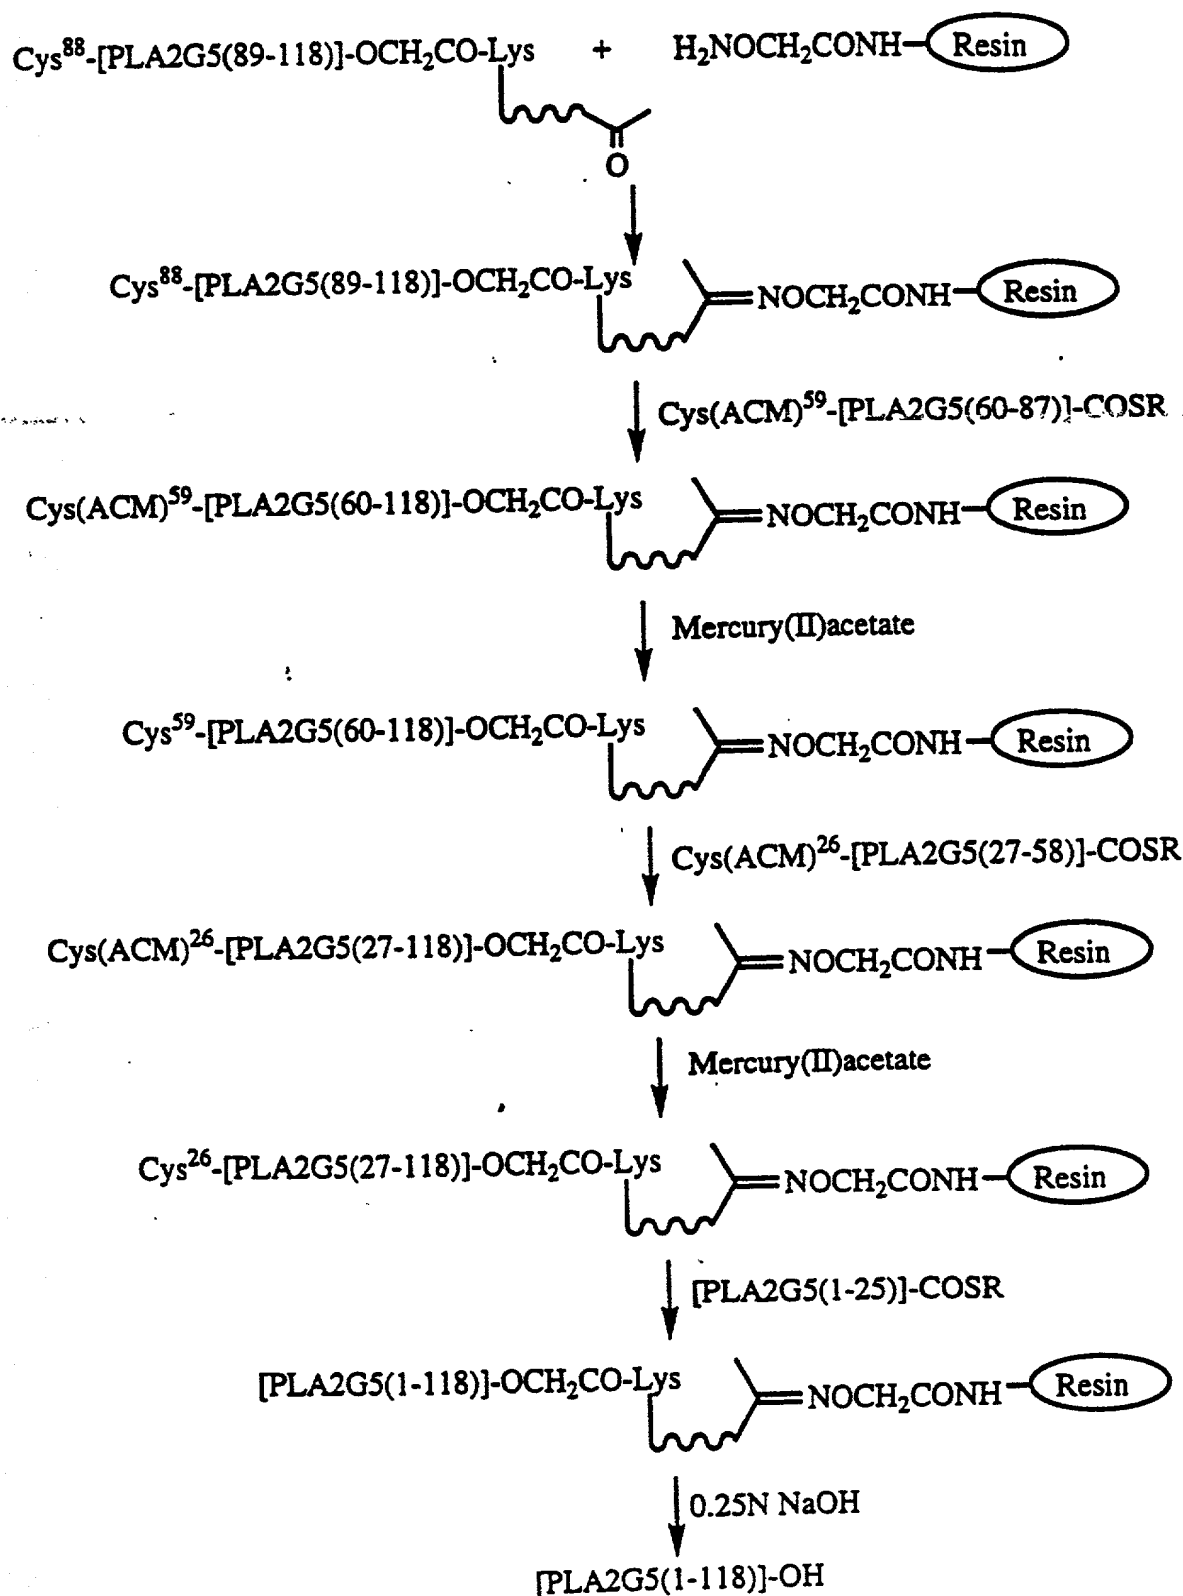 Cys⁸⁸-[PLA2G5(89-118)]-OCH₂CO-Lys + H₂NOCH₂CONH-Resin
O
Cys⁸⁸-[PLA2G5(89-118)]-OCH₂CO-Lys =NOCH₂CONH-Resin
Cys(ACM)⁵⁹-[PLA2G5(60-87)]-COSR
Cys(ACM)⁵⁹-[PLA2G5(60-118)]-OCH₂CO-Lys =NOCH₂CONH-Resin
Mercury(II)acetate
Cys⁵⁹-[PLA2G5(60-118)]-OCH₂CO-Lys =NOCH₂CONH-Resin
Cys(ACM)²⁶-[PLA2G5(27-58)]-COSR
Cys(ACM)²⁶-[PLA2G5(27-118)]-OCH₂CO-Lys =NOCH₂CONH-Resin
Mercury(II)acetate
Cys²⁶-[PLA2G5(27-118)]-OCH₂CO-Lys =NOCH₂CONH-Resin
[PLA2G5(1-25)]-COSR
[PLA2G5(1-118)]-OCH₂CO-Lys =NOCH₂CONH-Resin
0.25N NaOH
[PLA2G5(1-118)]-OH